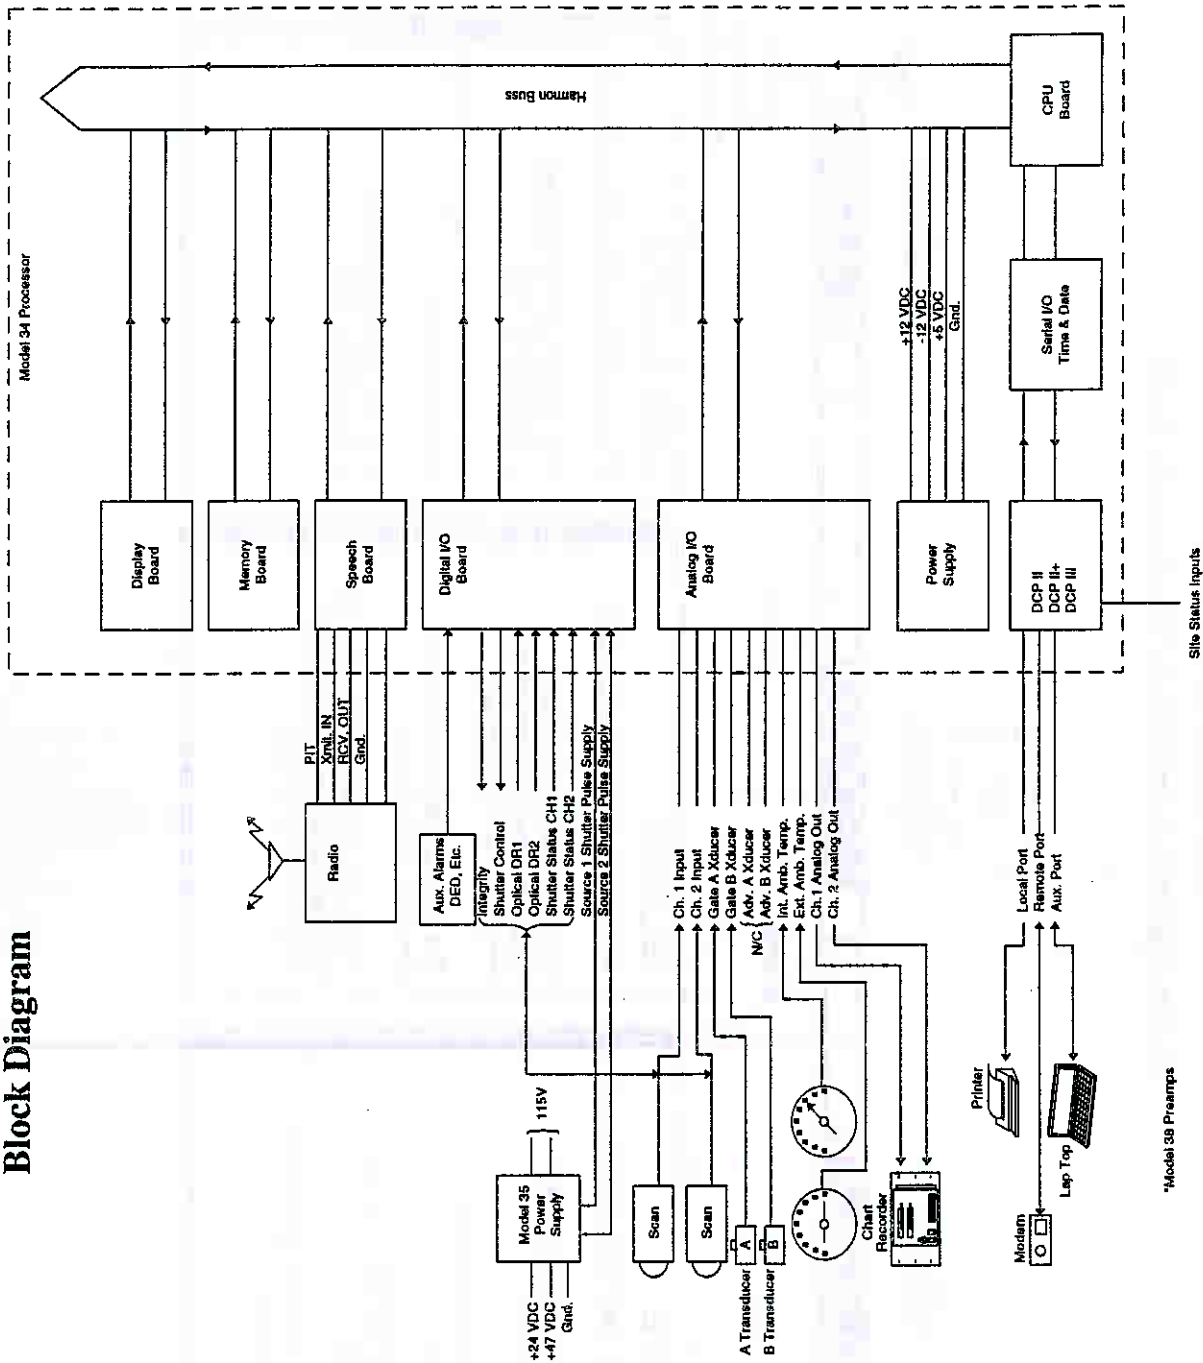 Block Diagram
Model 34 Processor
Harmon Buss
CPU
Board
Display
Board
Memory
Board
Speech
Board
Digital I/O
Board
Analog I/O
Board
Power
Supply
+12 VDC
-12 VDC
+5 VDC
Gnd.
Serial I/O
Time & Date
DCP II
DCP II+
DCP III
Site Status Inputs
PIT
Xmit. IN
RCV. OUT
Gnd.
Radio
Aux. Alarms
DED, Etc.
Integrity
Shutter Control
Optical DR1
Optical DR2
Shutter Status CH1
Shutter Status CH2
Source 1 Shutter Pulse Supply
Source 2 Shutter Pulse Supply
Ch. 1 Input
Ch. 2 Input
Gate A Xducer
Gate B Xducer
N/C
Adv. A Xducer
Adv. B Xducer
Int. Amb. Temp.
Ext. Amb. Temp.
Ch.1 Analog Out
Ch. 2 Analog Out
Local Port
Remote Port
Aux. Port
115V
Model 35
Power
Supply
+24 VDC
+47 VDC
Gnd.
Scan
Scan
A
A Transducer
B
B Transducer
Chart
Recorder
Printer
Lap Top
Modem
*Model 38 Preamps